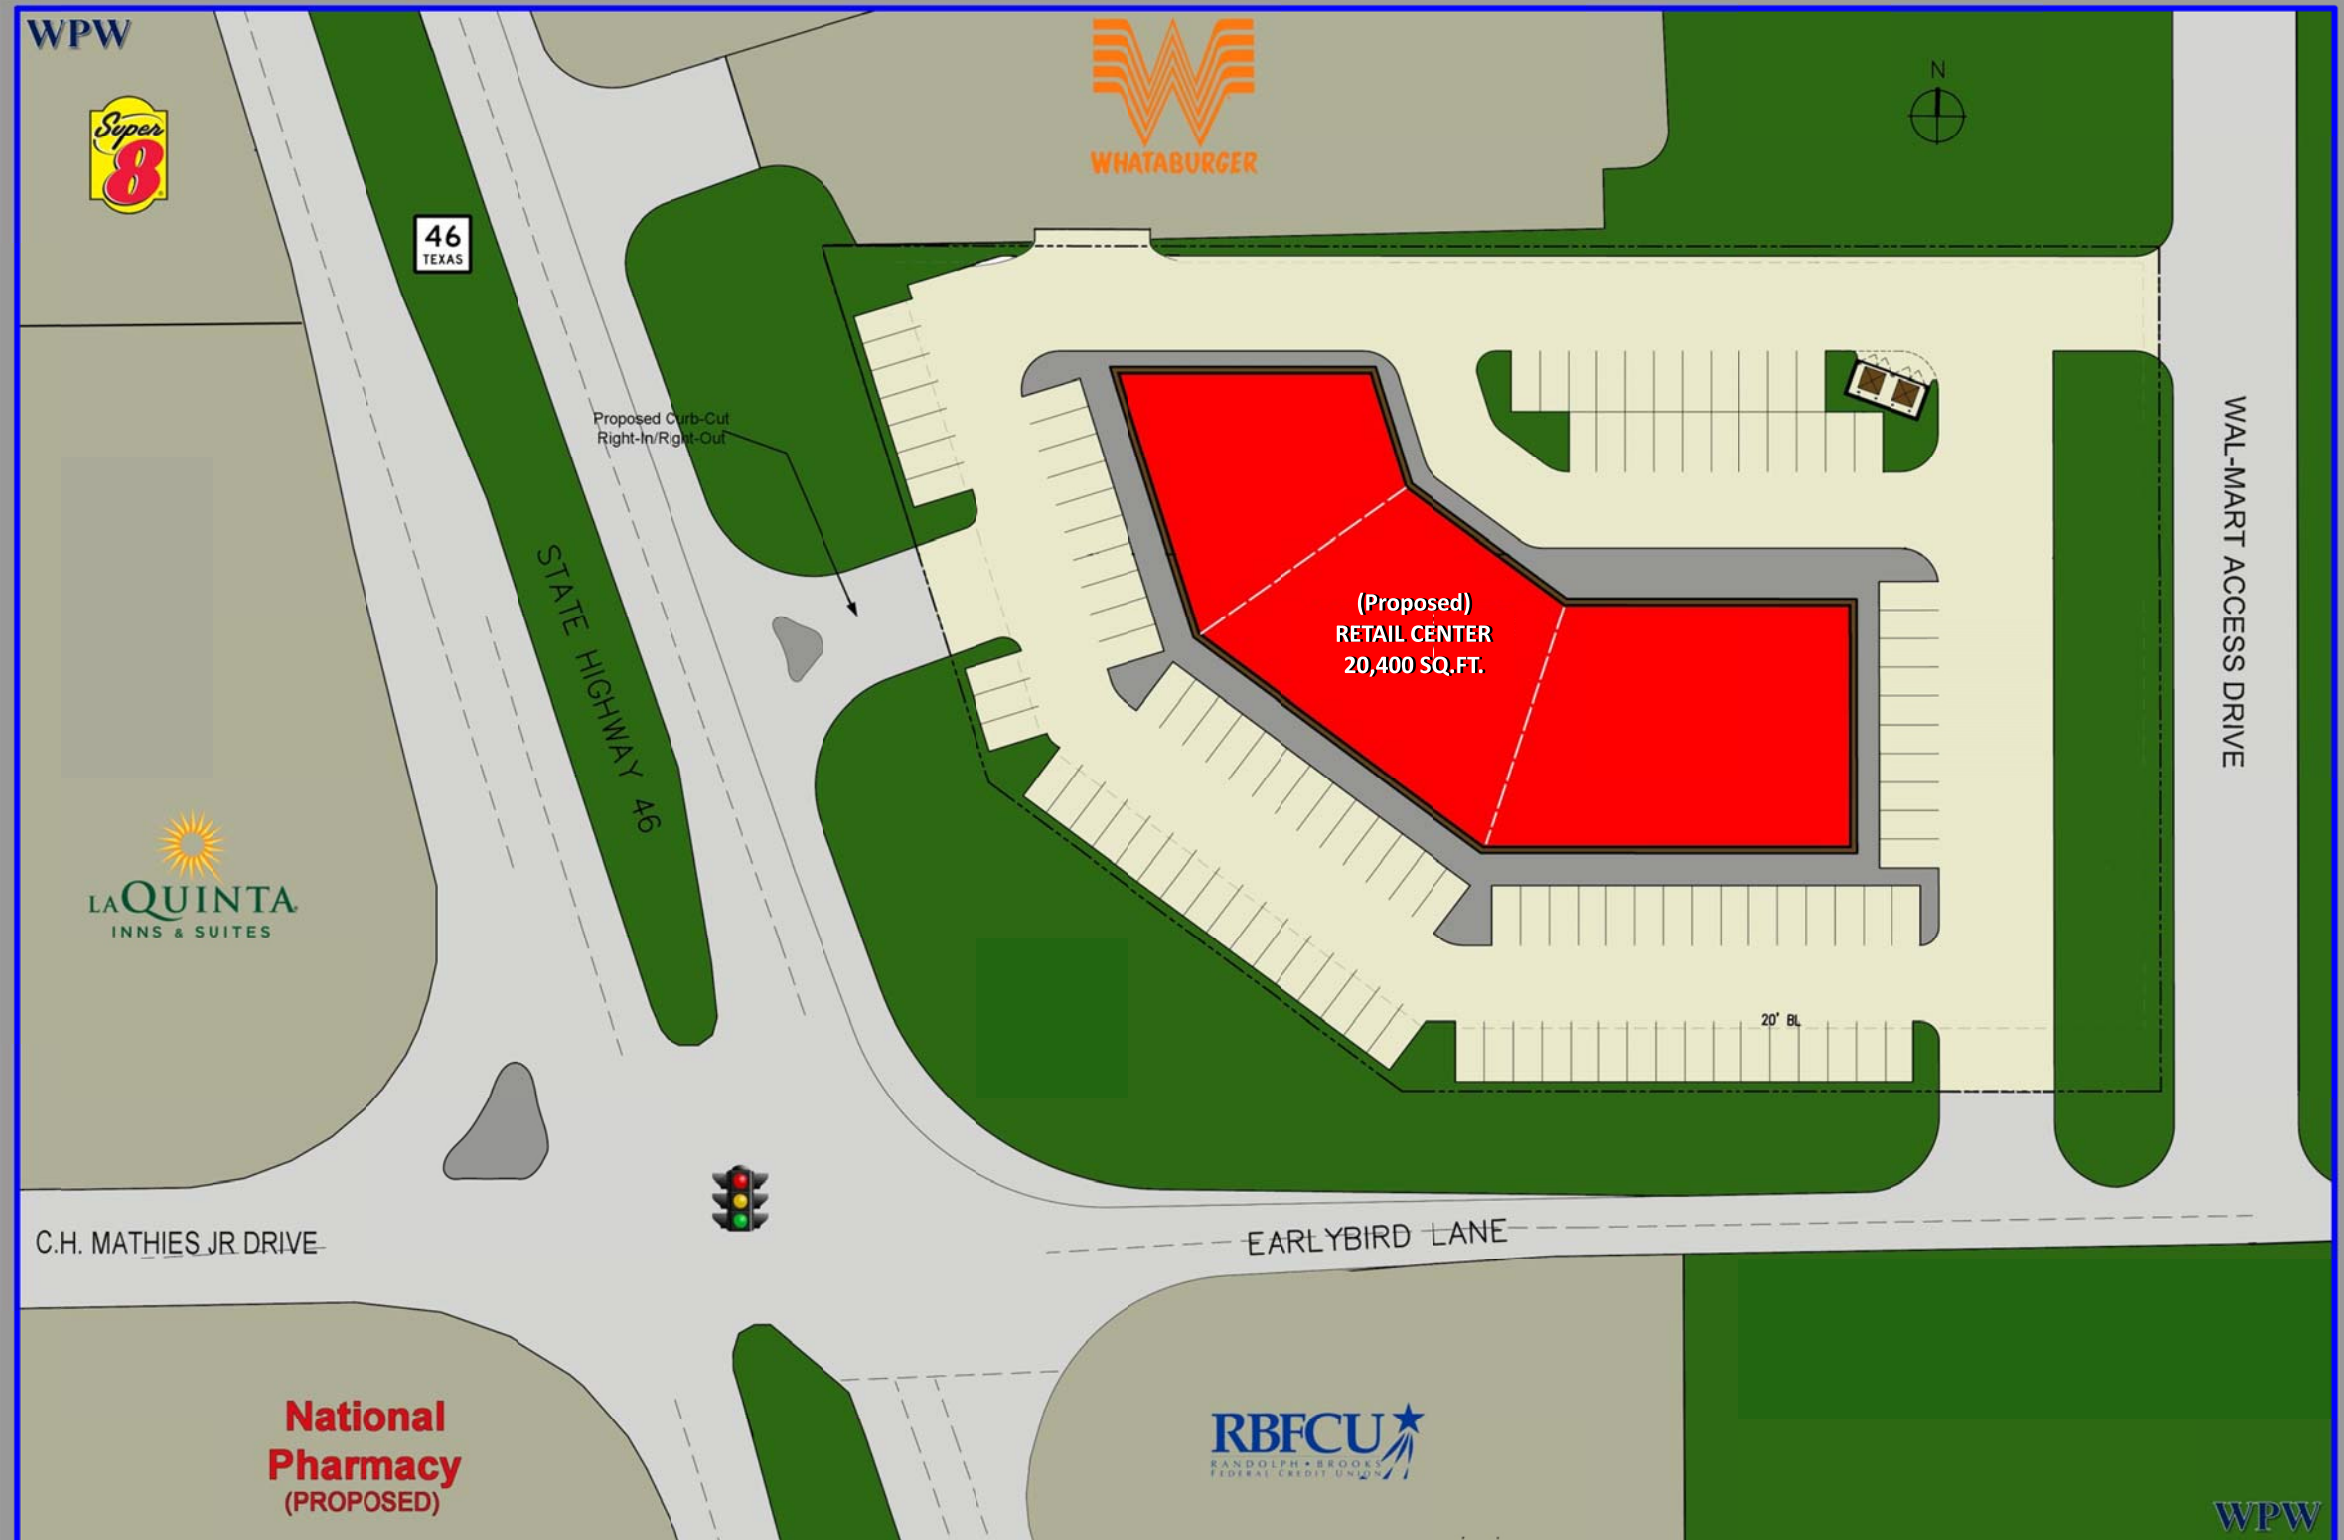 WPW
Super
8
46
TEXAS
WHATABURGER
N
Proposed Curb-Cut
Right-In/Right-Out
STATE HIGHWAY 46
(Proposed)
RETAIL CENTER
20,400 SQ.FT.
WAL-MART ACCESS DRIVE
LAQUINTA
INNS & SUITES
20' BL
C.H. MATHIES JR DRIVE
EARLYBIRD LANE
National
Pharmacy
(PROPOSED)
RBFCU
RANDOLPH • BROOKS
FEDERAL CREDIT UNION
WPW